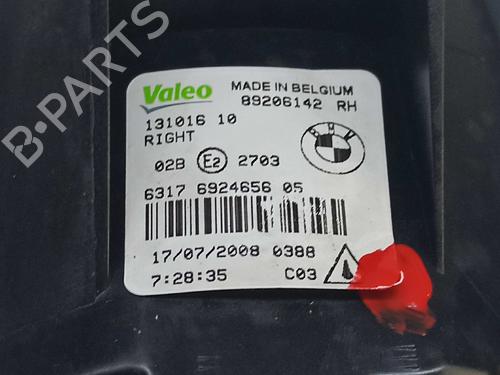 B-PARTS
Valeo
MADE IN BELGIUM
89206142 RH
131016 10
RIGHT
02B E2 2703
6317 6924656 05
17/07/2008 0388
7:28:35 C03